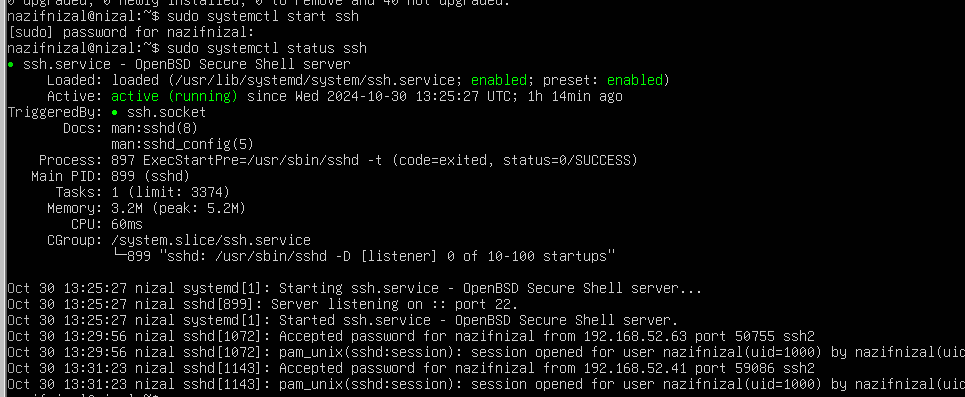 0 upgraded, 0 newly installed, 0 to remove and 40 not upgraded.
nazifnizal@nizal:~$ sudo systemctl start ssh
[sudo] password for nazifnizal:
nazifnizal@nizal:~$ sudo systemctl status ssh
● ssh.service - OpenBSD Secure Shell server
Loaded: loaded (/usr/lib/systemd/system/ssh.service; enabled; preset: enabled)
Active: active (running) since Wed 2024-10-30 13:25:27 UTC; 1h 14min ago
TriggeredBy: ● ssh.socket
Docs: man:sshd(8)
man:sshd_config(5)
Process: 897 ExecStartPre=/usr/sbin/sshd -t (code=exited, status=0/SUCCESS)
Main PID: 899 (sshd)
Tasks: 1 (limit: 3374)
Memory: 3.2M (peak: 5.2M)
CPU: 60ms
CGroup: /system.slice/ssh.service
└─899 "sshd: /usr/sbin/sshd -D [listener] 0 of 10-100 startups"
Oct 30 13:25:27 nizal systemd[1]: Starting ssh.service - OpenBSD Secure Shell server...
Oct 30 13:25:27 nizal sshd[899]: Server listening on :: port 22.
Oct 30 13:25:27 nizal systemd[1]: Started ssh.service - OpenBSD Secure Shell server.
Oct 30 13:29:56 nizal sshd[1072]: Accepted password for nazifnizal from 192.168.52.63 port 50755 ssh2
Oct 30 13:29:56 nizal sshd[1072]: pam_unix(sshd:session): session opened for user nazifnizal(uid=1000) by nazifnizal(uid
Oct 30 13:31:23 nizal sshd[1143]: Accepted password for nazifnizal from 192.168.52.41 port 59086 ssh2
Oct 30 13:31:23 nizal sshd[1143]: pam_unix(sshd:session): session opened for user nazifnizal(uid=1000) by nazifnizal(uid
nazifnizal@nizal:~$